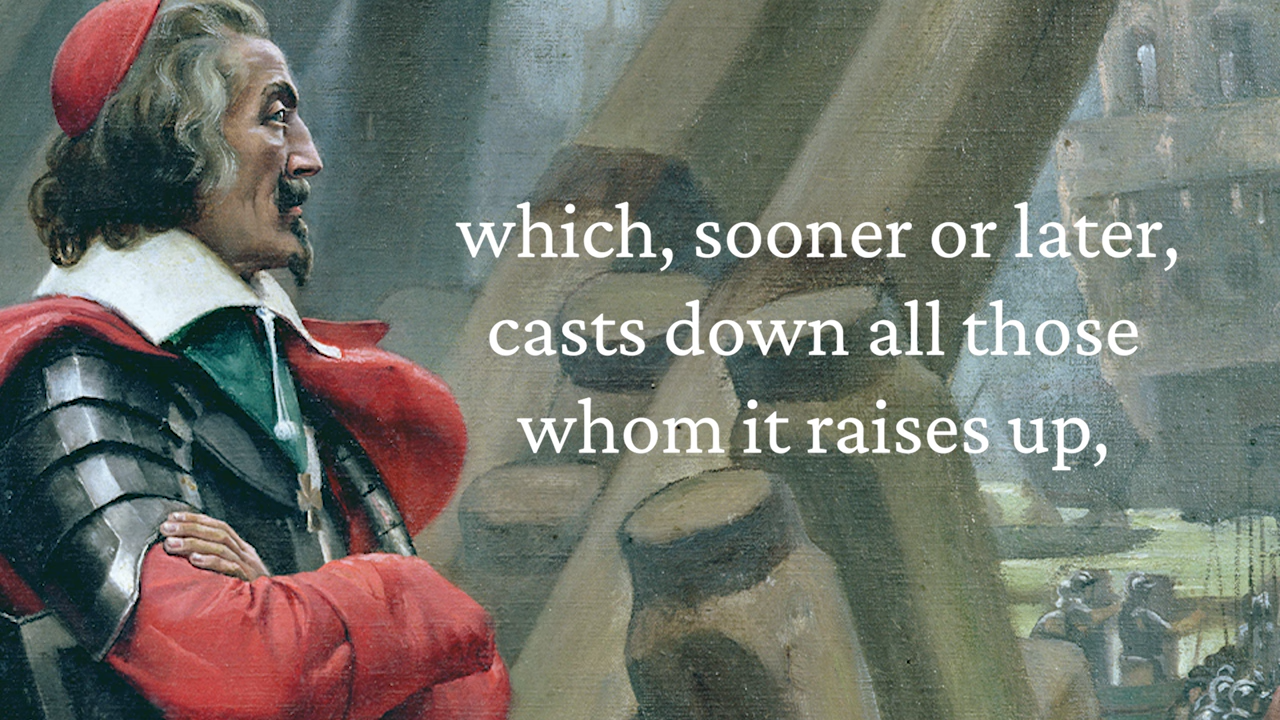 which, sooner or later,
casts down all those
whom it raises up,